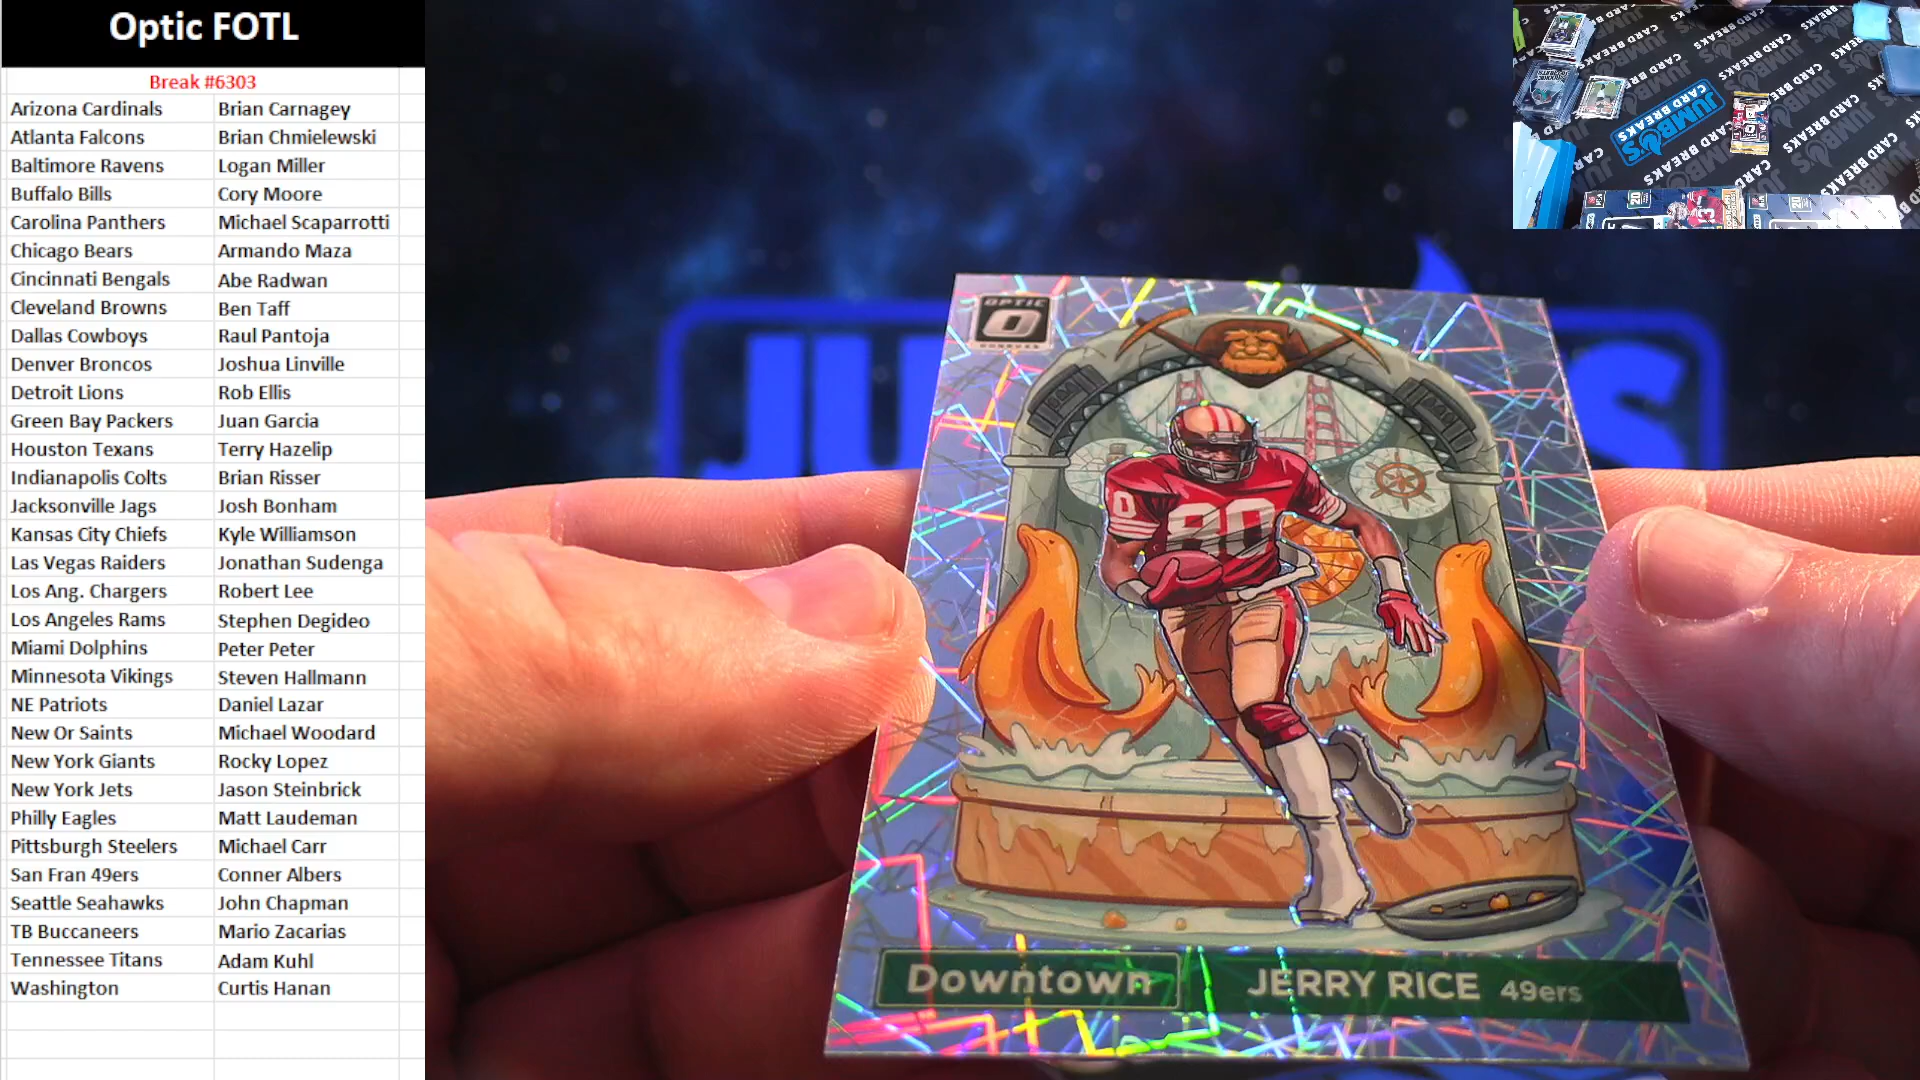 Optic FOTL
Break #6303
Arizona Cardinals Brian Carnagey
Atlanta Falcons Brian Chmielewski
Baltimore Ravens Logan Miller
Buffalo Bills Cory Moore
Carolina Panthers Michael Scaparrotti
Chicago Bears Armando Maza
Cincinnati Bengals Abe Radwan
Cleveland Browns Ben Taff
Dallas Cowboys Raul Pantoja
Denver Broncos Joshua Linville
Detroit Lions Rob Ellis
Green Bay Packers Juan Garcia
Houston Texans Terry Hazelip
Indianapolis Colts Brian Risser
Jacksonville Jags Josh Bonham
Kansas City Chiefs Kyle Williamson
Las Vegas Raiders Jonathan Sudenga
Los Ang. Chargers Robert Lee
Los Angeles Rams Stephen Degideo
Miami Dolphins Peter Peter
Minnesota Vikings Steven Hallmann
NE Patriots Daniel Lazar
New Or Saints Michael Woodard
New York Giants Rocky Lopez
New York Jets Jason Steinbrick
Philly Eagles Matt Laudeman
Pittsburgh Steelers Michael Carr
San Fran 49ers Conner Albers
Seattle Seahawks John Chapman
TB Buccaneers Mario Zacarias
Tennessee Titans Adam Kuhl
Washington Curtis Hanan
OPTIC
O
DONRUSS
0
80
Downtown JERRY RICE 49ers
JUMBO'S
CARD BREAKS